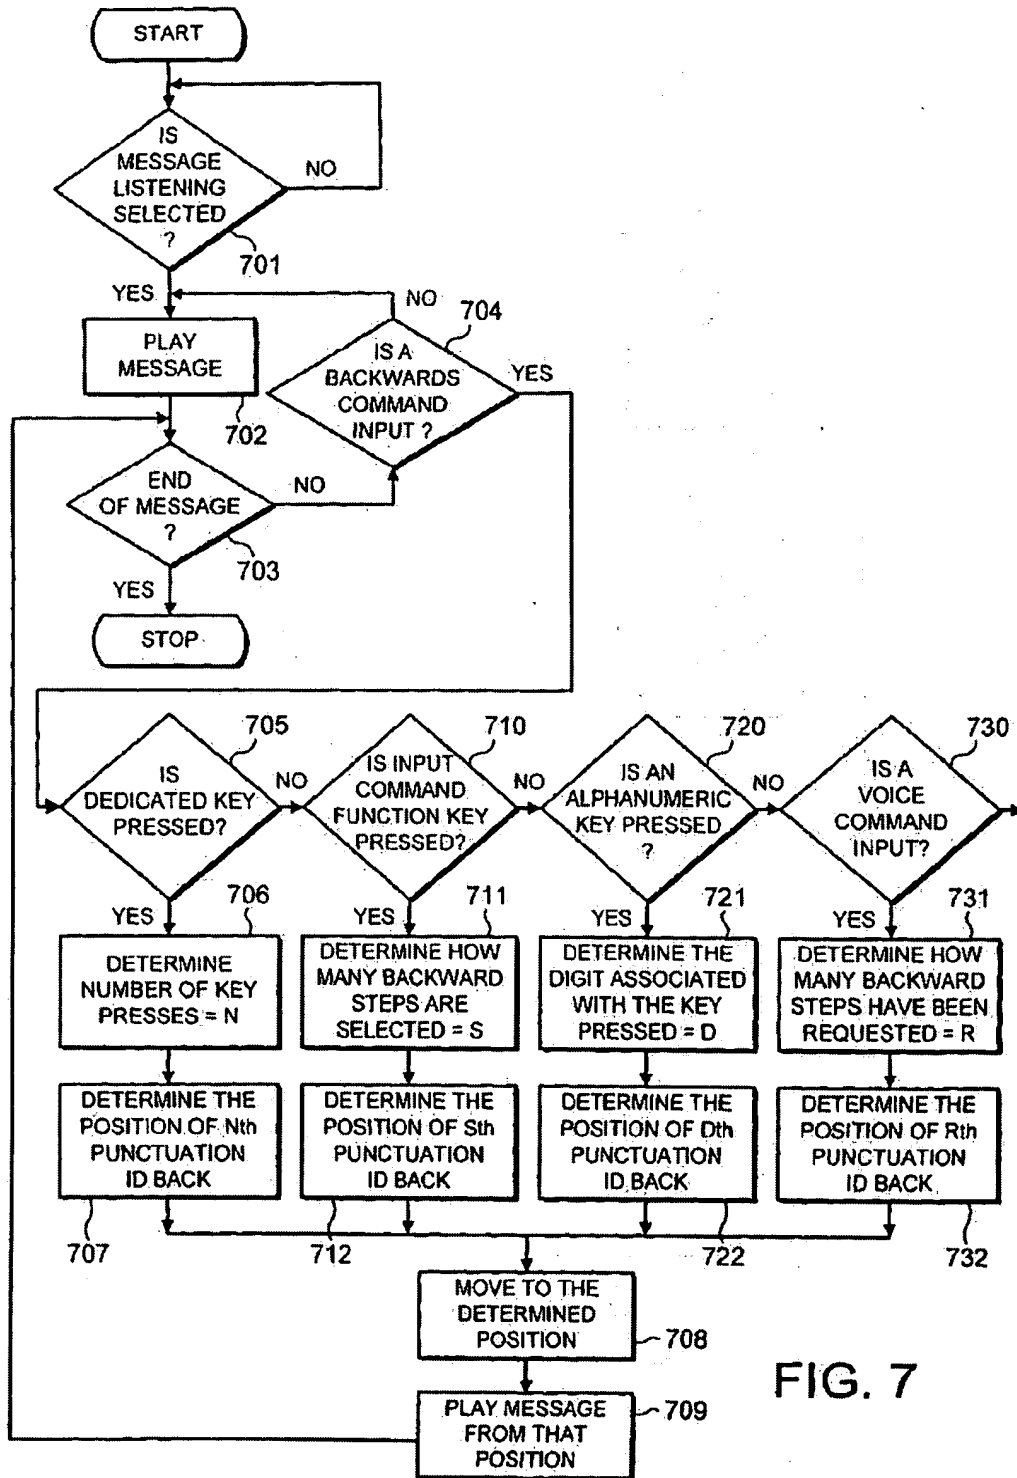 START
IS
MESSAGE
LISTENING
SELECTED
?
NO
701
YES
NO
704
PLAY
MESSAGE
702
IS A
BACKWARDS
COMMAND
INPUT ?
YES
END
OF MESSAGE
?
NO
703
YES
STOP
705
IS
DEDICATED KEY
PRESSED?
NO
710
IS INPUT
COMMAND
FUNCTION KEY
PRESSED?
NO
720
IS AN
ALPHANUMERIC
KEY PRESSED
?
NO
730
IS A
VOICE
COMMAND
INPUT?
YES
706
DETERMINE
NUMBER OF KEY
PRESSES = N
YES
711
DETERMINE HOW
MANY BACKWARD
STEPS ARE
SELECTED = S
YES
721
DETERMINE THE
DIGIT ASSOCIATED
WITH THE KEY
PRESSED = D
YES
731
DETERMINE HOW
MANY BACKWARD
STEPS HAVE BEEN
REQUESTED = R
DETERMINE THE
POSITION OF Nth
PUNCTUATION
ID BACK
707
DETERMINE THE
POSITION OF Sth
PUNCTUATION
ID BACK
712
DETERMINE THE
POSITION OF Dth
PUNCTUATION
ID BACK
722
DETERMINE THE
POSITION OF Rth
PUNCTUATION
ID BACK
732
MOVE TO THE
DETERMINED
POSITION
708
PLAY MESSAGE
FROM THAT
POSITION
709
FIG. 7